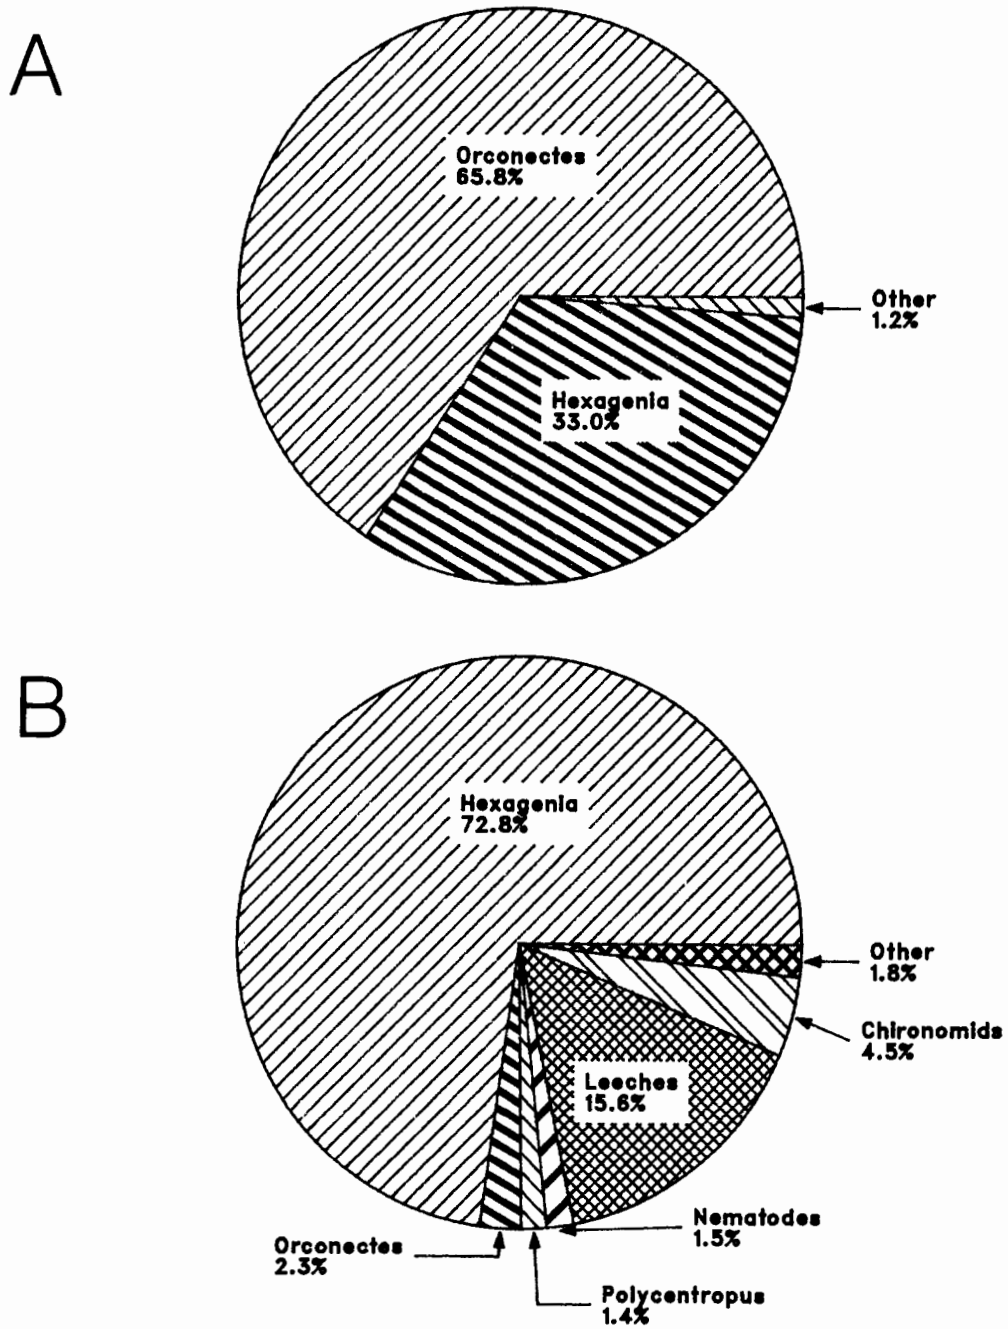 A
Orconectes
65.8%
Other
1.2%
Hexagenia
33.0%
B
Hexagenia
72.8%
Other
1.8%
Chironomids
4.5%
Leeches
15.6%
Nematodes
1.5%
Orconectes
2.3%
Polycentropus
1.4%